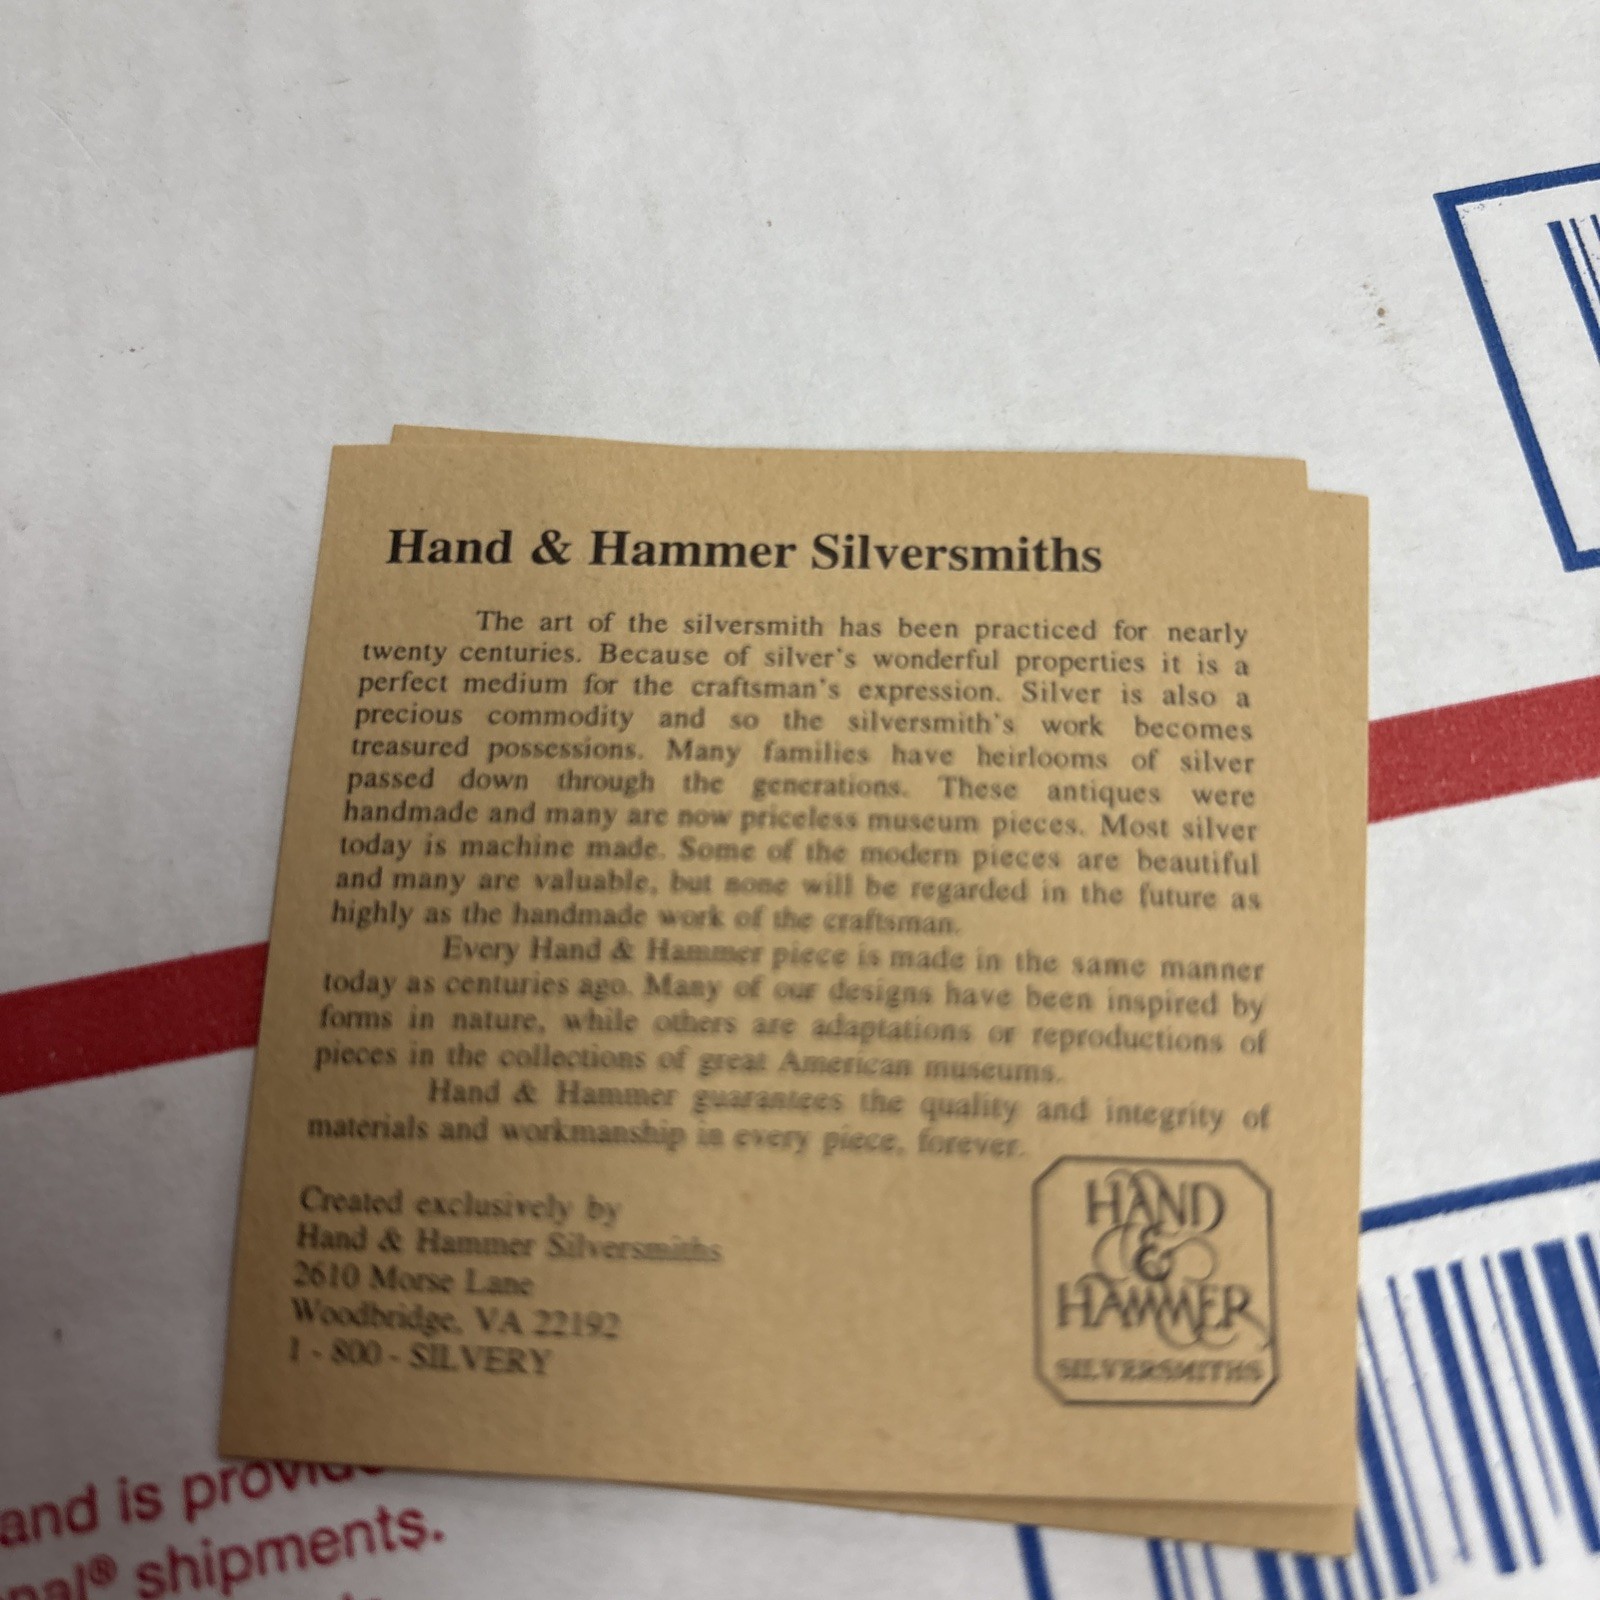 Hand & Hammer Silversmiths
The art of the silversmith has been practiced for nearly
twenty centuries. Because of silver's wonderful properties it is a
perfect medium for the craftsman's expression. Silver is also a
precious commodity and so the silversmith's work becomes
treasured possessions. Many families have heirlooms of silver
passed down through the generations. These antiques were
handmade and many are now priceless museum pieces. Most silver
today is machine made. Some of the modern pieces are beautiful
and many are valuable, but none will be regarded in the future as
highly as the handmade work of the craftsman.
Every Hand & Hammer piece is made in the same manner
today as centuries ago. Many of our designs have been inspired by
forms in nature, while others are adaptations or reproductions of
pieces in the collections of great American museums.
Hand & Hammer guarantees the quality and integrity of
materials and workmanship in every piece, forever.
Created exclusively by
Hand & Hammer Silversmiths
2610 Morse Lane
Woodbridge, VA 22192
1 - 800 - SILVERY
HAND
&
HAMMER
SILVERSMITHS
and is
shipments.